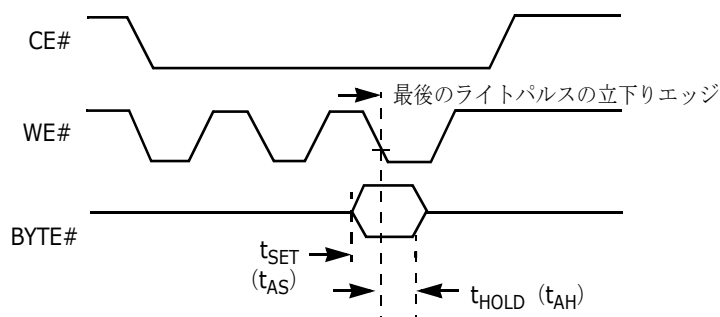 CE#
最後のライトパルスの立下りエッジ
WE#
BYTE#
tSET
(tAS)
tHOLD (tAH)